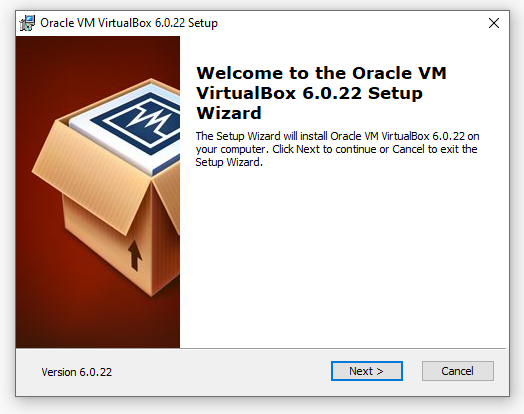 Oracle VM VirtualBox 6.0.22 Setup
Welcome to the Oracle VM
VirtualBox 6.0.22 Setup
Wizard
The Setup Wizard will install Oracle VM VirtualBox 6.0.22 on
your computer. Click Next to continue or Cancel to exit the
Setup Wizard.
Version 6.0.22
Next >
Cancel